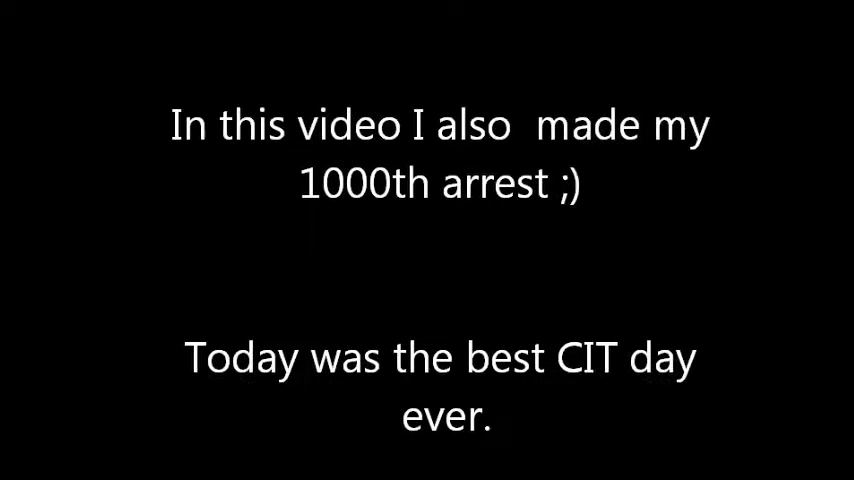 In this video I also  made my
1000th arrest ;)
Today was the best CIT day
ever.